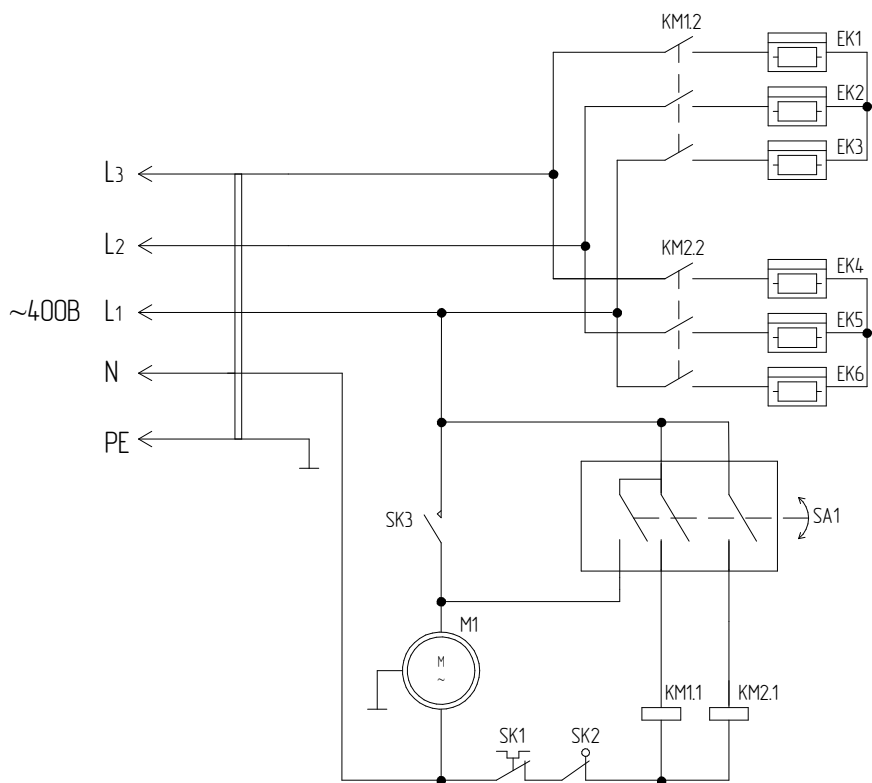 KM1.2
EK1
EK2
EK3
L3
L2
KM2.2
EK4
~400В
L1
EK5
N
EK6
PE
SK3
SA1
M1
M
~
KM1.1
KM2.1
SK1
SK2